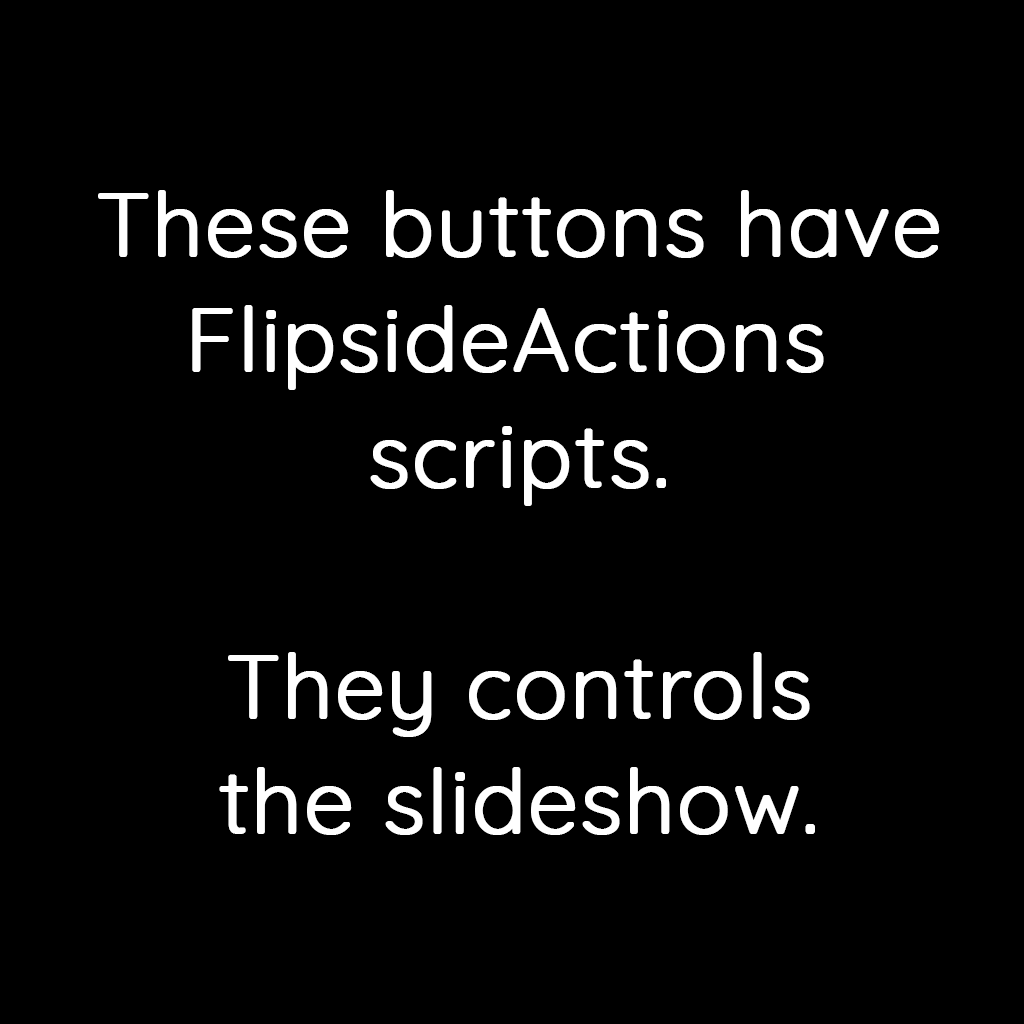 These buttons have
FlipsideActions
scripts.
They controls
the slideshow.